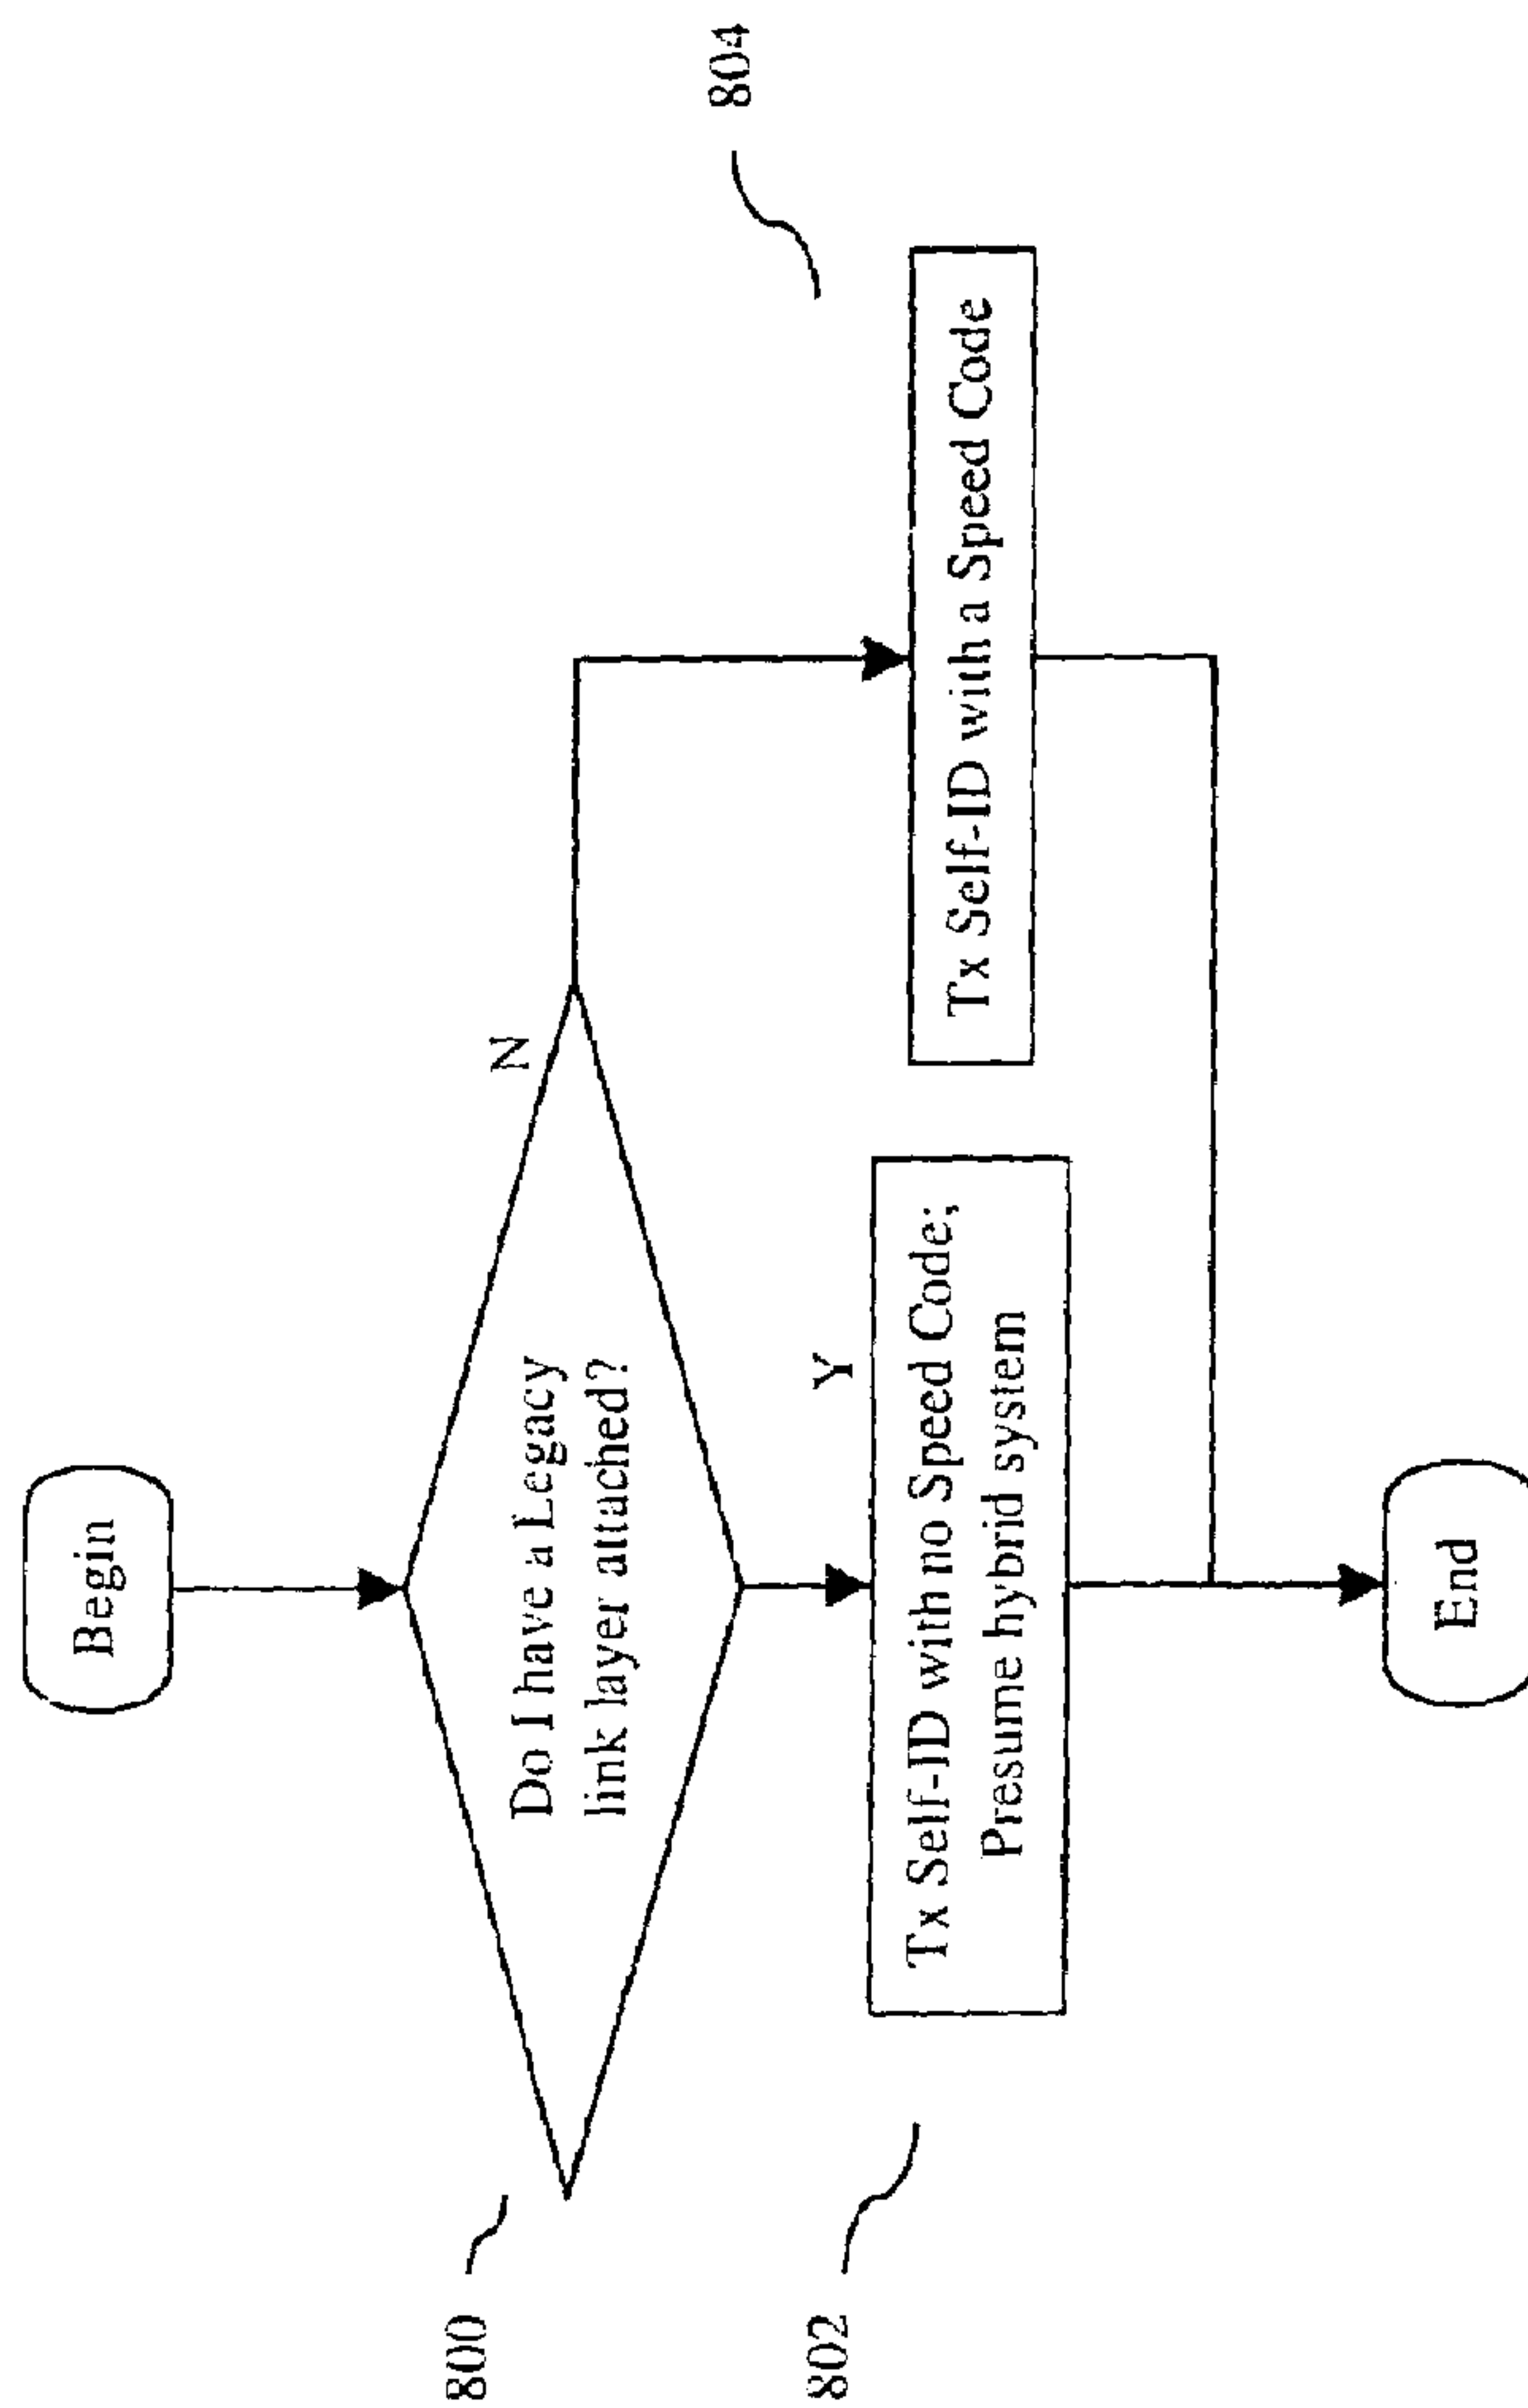 Begin
800
Do I have a Legacy
link layer attached?
N
Y
802
Tx Self-ID with no Speed Code;
Presume hybrid system
804
Tx Self-ID with a Speed Code
End